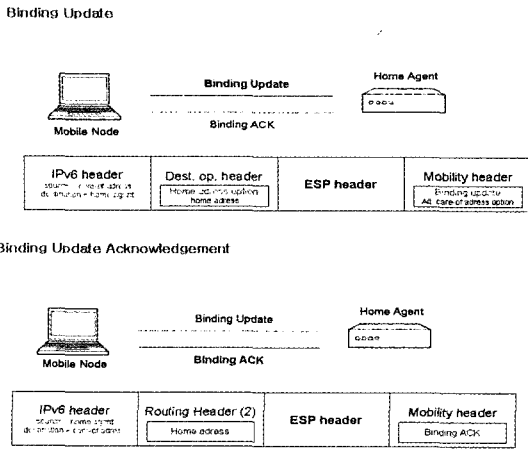 Binding Update
Home Agent
Binding Update
Binding ACK
Mobile Node
IPv6 header
Dest. op. header
ESP header
Mobility header
Home adress option
home adress
Binding update
care-of adress option
Binding Update Acknowledgement
Home Agent
Binding Update
Binding ACK
Mobile Node
IPv6 header
Routing Header (2)
ESP header
Mobility header
Home adress
Binding ACK